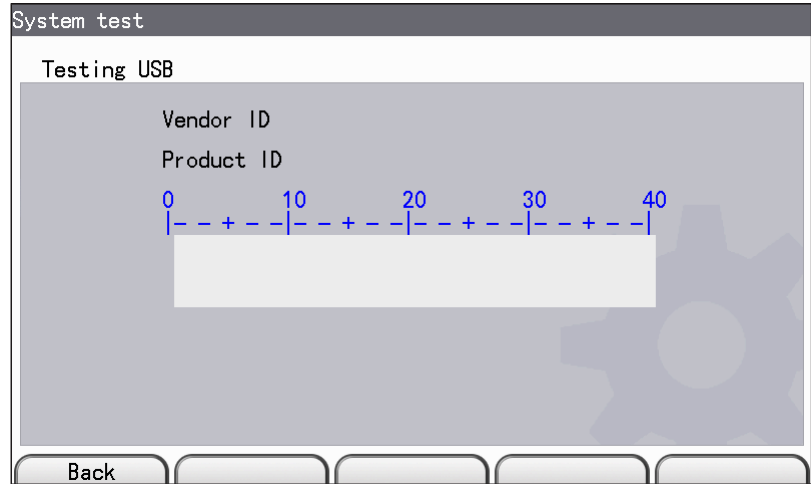 System test
Testing USB
Vendor ID
Product ID
0 10 20 30 40
|- - + - -|- - + - -|- - + - -|- - + - -|
Back